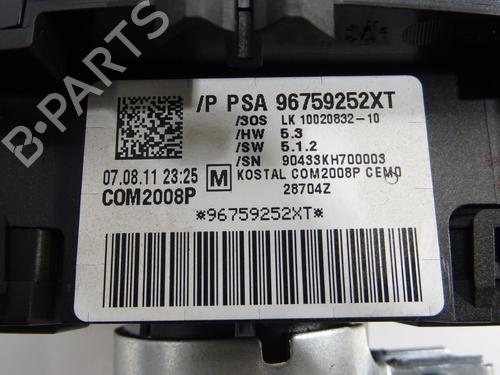 /P PSA 96759252XT
/SOS LK 10020832-10
/HW 5.3
/SW 5.1.2
/SN 90433KH700003
07.08.11 23:25 M KOSTAL COM2008P CEM0
COM2008P 28704Z
*96759252XT*
B-PARTS